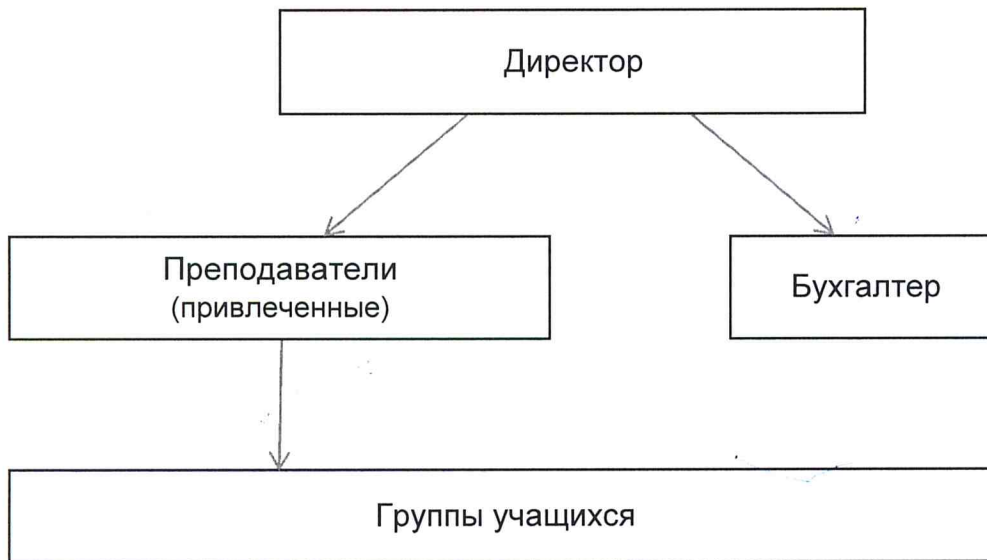 Директор
Преподаватели
(привлеченные)
Бухгалтер
Группы учащихся